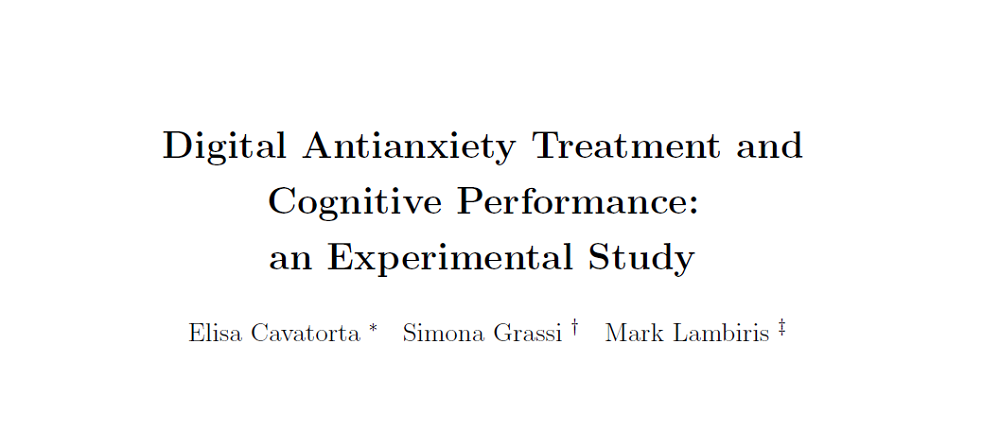 Digital Antianxiety Treatment and
Cognitive Performance:
an Experimental Study
Elisa Cavatorta * Simona Grassi † Mark Lambiris ‡